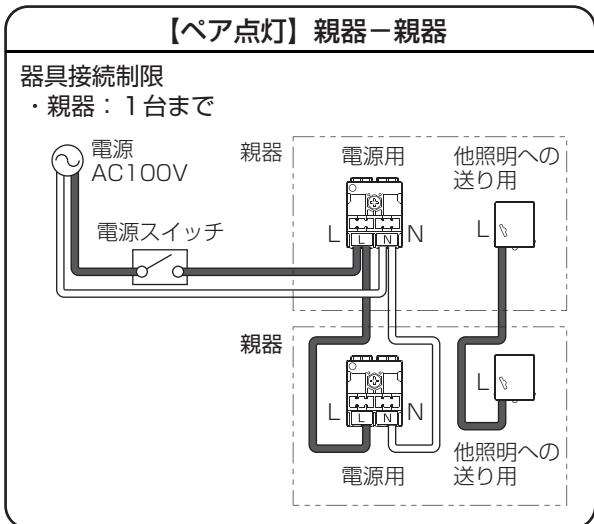 【ペア点灯】親器−親器
器具接続制限
・親器：１台まで
電源
AC100V
親器
電源用
他照明への
送り用
電源スイッチ
L
L
N
N
L
親器
L
L
N
N
L
電源用
他照明への
送り用